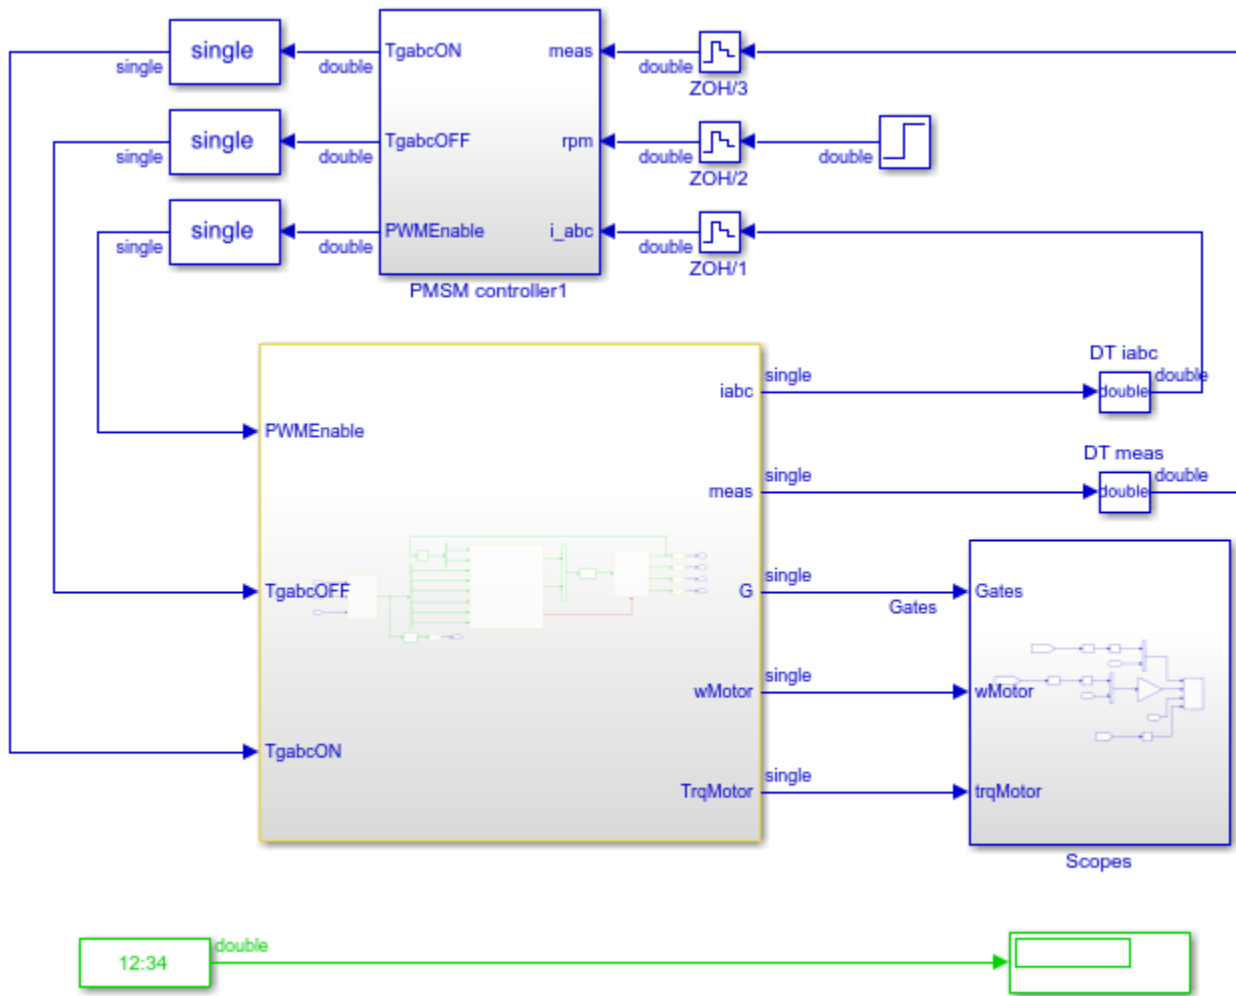 single
single
double
TgabcON
meas
double
ZOH/3
single
single
double
TgabcOFF
rpm
double
ZOH/2
double
single
single
double
PWMEnable
i_abc
double
ZOH/1
PMSM controller1
DT iabc
iabc
single
double
double
PWMEnable
DT meas
meas
single
double
double
TgabcOFF
G
single
Gates
Gates
wMotor
single
wMotor
TgabcON
TrqMotor
single
trqMotor
Scopes
12:34
double